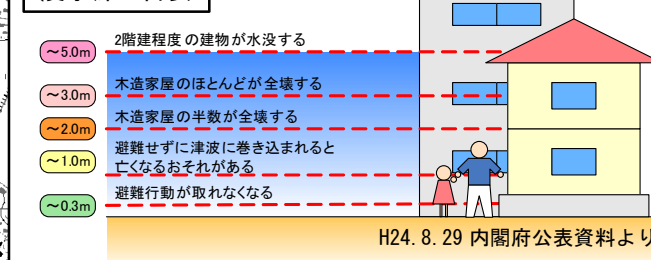 ～5.0m
2階建程度の建物が水没する
～3.0m
木造家屋のほとんどが全壊する
～2.0m
木造家屋の半数が全壊する
～1.0m
避難せずに津波に巻き込まれると
亡くなるおそれがある
～0.3m
避難行動が取れなくなる
H24.8.29 内閣府公表資料より